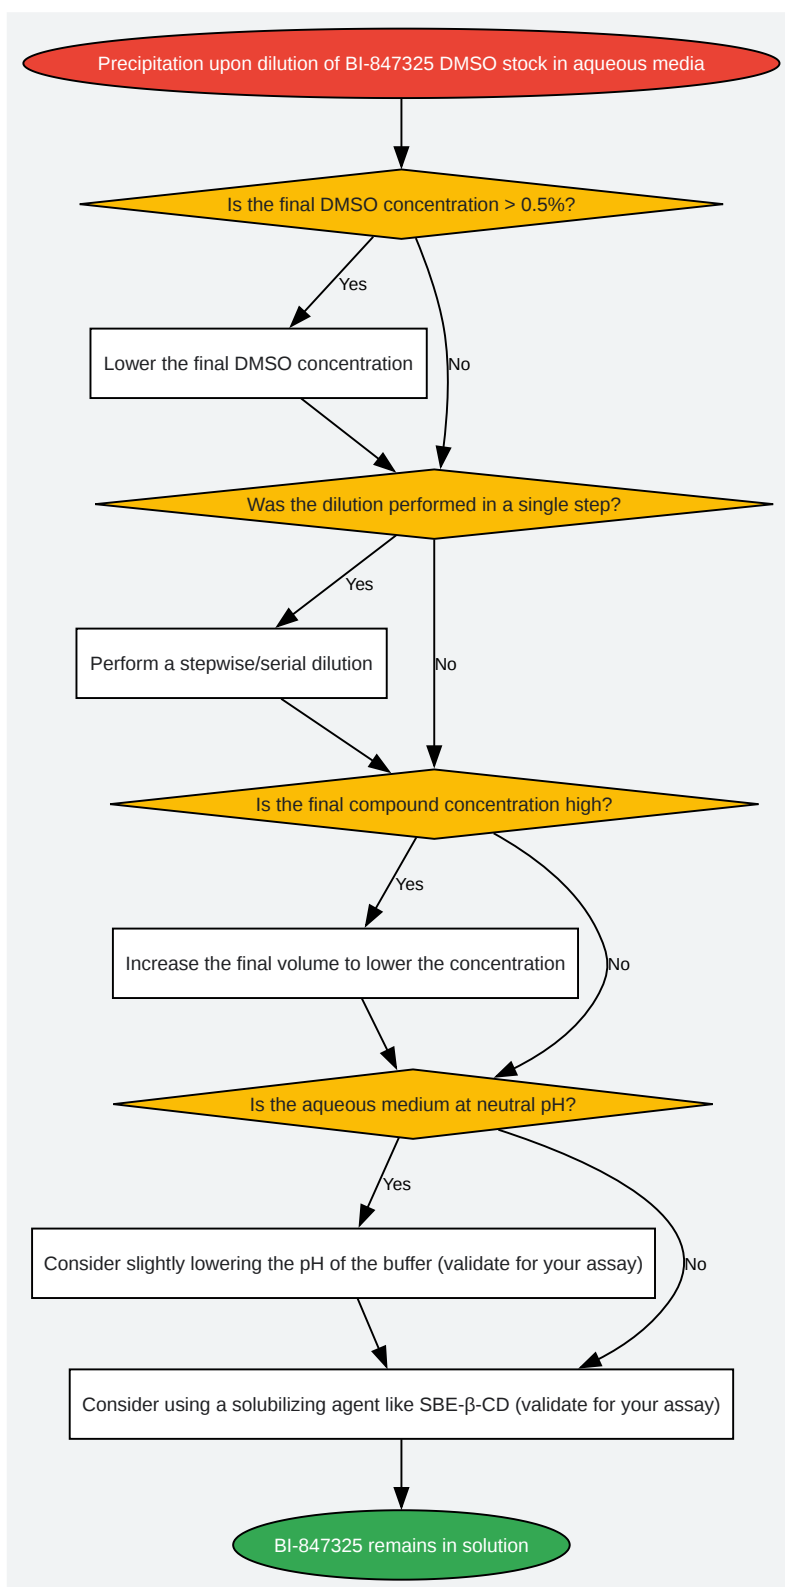 Precipitation upon dilution of BI-847325 DMSO stock in aqueous media
Is the final DMSO concentration > 0.5%?
Yes
Lower the final DMSO concentration
No
Was the dilution performed in a single step?
Yes
Perform a stepwise/serial dilution
No
Is the final compound concentration high?
Yes
Increase the final volume to lower the concentration
No
Is the aqueous medium at neutral pH?
Yes
Consider slightly lowering the pH of the buffer (validate for your assay)
No
Consider using a solubilizing agent like SBE-β-CD (validate for your assay)
BI-847325 remains in solution